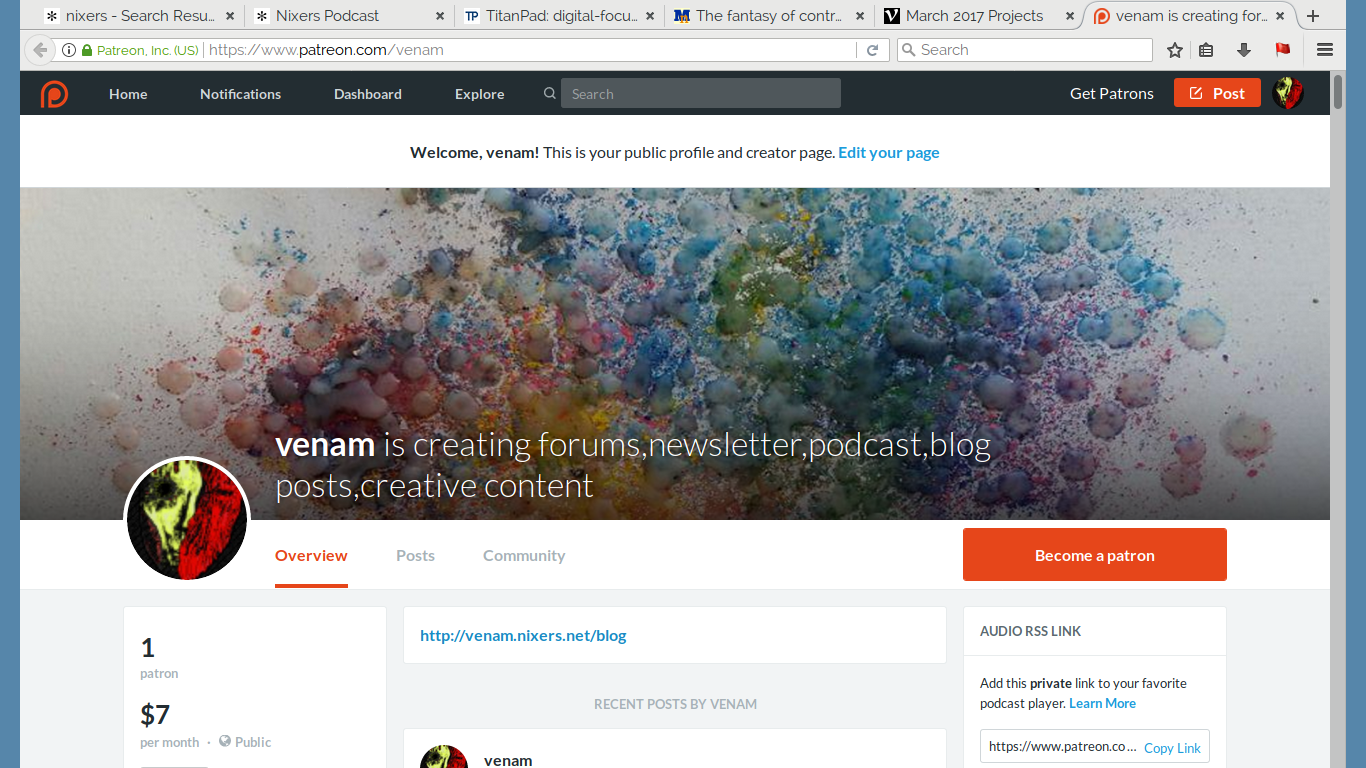 nixers - Search Resu...
Nixers Podcast
TP TitanPad: digital-focu...
The fantasy of contr...
March 2017 Projects
venam is creating for...
Patreon, Inc. (US)
https://www.patreon.com/venam
Search
Home
Notifications
Dashboard
Explore
Search
Get Patrons
Post
Welcome, venam! This is your public profile and creator page. Edit your page
venam is creating forums,newsletter,podcast,blog
posts,creative content
Overview
Posts
Community
Become a patron
1
patron
$7
per month · Public
http://venam.nixers.net/blog
RECENT POSTS BY VENAM
venam
AUDIO RSS LINK
Add this private link to your favorite
podcast player. Learn More
https://www.patreon.co... Copy Link